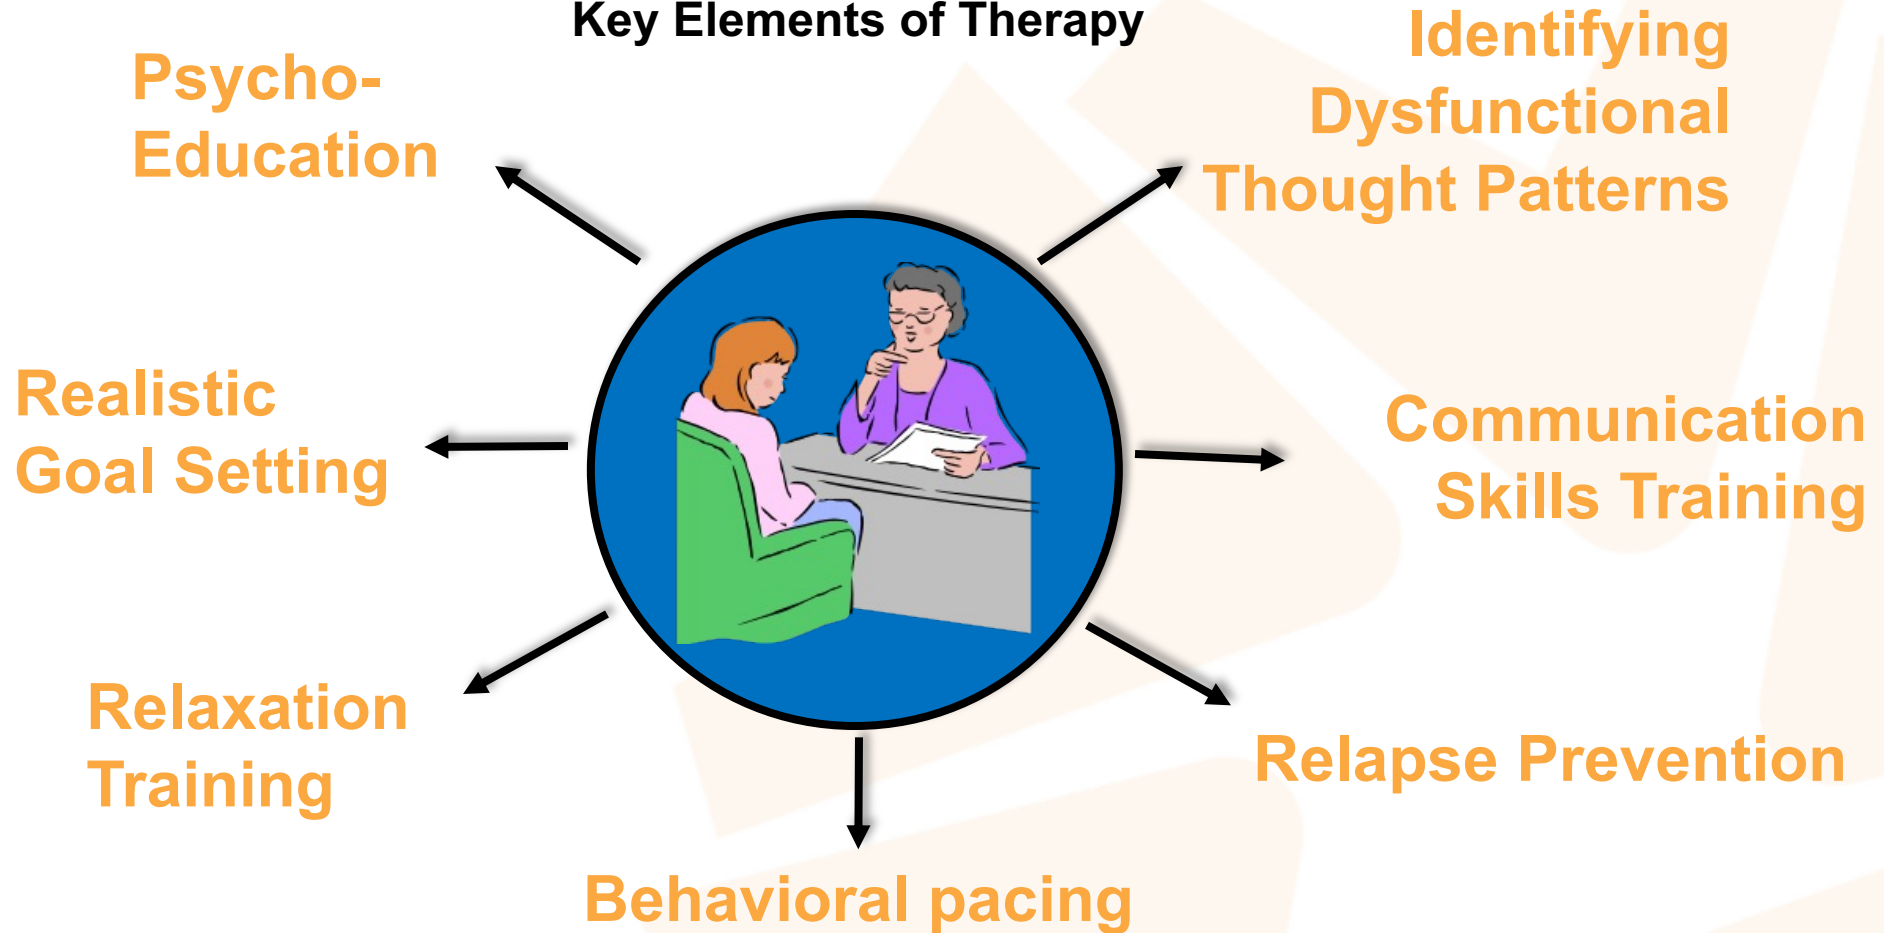 Key Elements of Therapy
Psycho-
Education
Identifying
Dysfunctional
Thought Patterns
Realistic
Goal Setting
Communication
Skills Training
Relaxation
Training
Relapse Prevention
Behavioral pacing